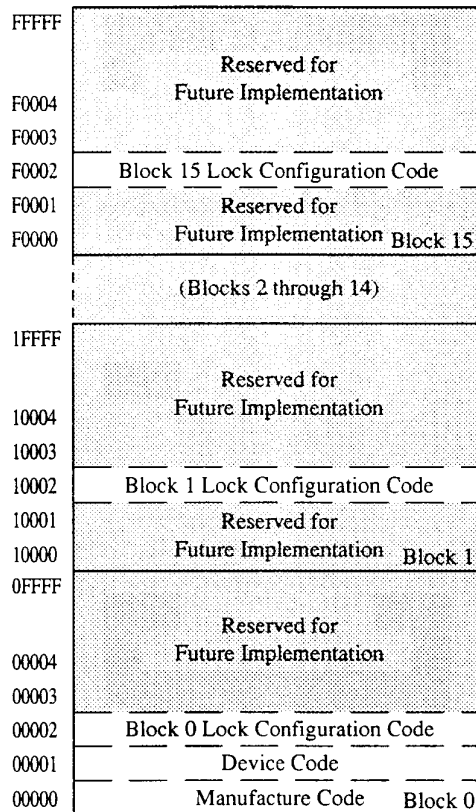 FFFFF
Reserved for
Future Implementation
F0004
F0003
F0002 Block 15 Lock Configuration Code
F0001 Reserved for
Future Implementation
F0000 Block 15
(Blocks 2 through 14)
1FFFF
Reserved for
Future Implementation
10004
10003
10002 Block 1 Lock Configuration Code
10001 Reserved for
Future Implementation
10000 Block 1
0FFFF
Reserved for
Future Implementation
00004
00003
00002 Block 0 Lock Configuration Code
00001 Device Code
00000 Manufacture Code Block 0